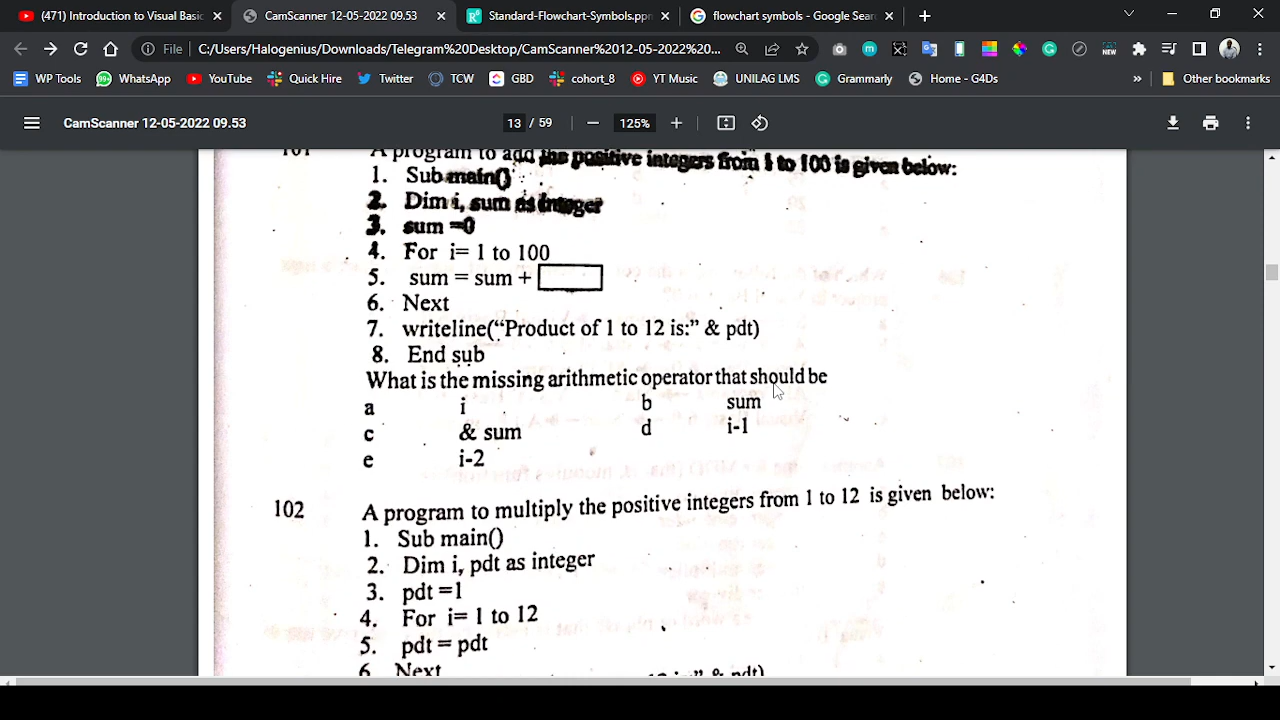 (471) Introduction to Visual Basic
CamScanner 12-05-2022 09.53
Standard-Flowchart-Symbols.ppn
flowchart symbols - Google Sear
File
C:/Users/Halogenius/Downloads/Telegram%20Desktop/CamScanner%2012-05-2022%20...
WP Tools
WhatsApp
YouTube
Quick Hire
Twitter
TCW
GBD
cohort_8
YT Music
UNILAG LMS
Grammarly
Home - G4Ds
»
Other bookmarks
CamScanner 12-05-2022 09.53
13 / 59
125%
101 A program to add the positive integers from 1 to 100 is given below:
1. Sub main()
2. Dim i, sum as integer
3. sum =0
4. For i= 1 to 100
5. sum = sum +
6. Next
7. writeline("Product of 1 to 12 is:" & pdt)
8. End sub
What is the missing arithmetic operator that should be
a i b sum
c & sum d i-1
e i-2
102 A program to multiply the positive integers from 1 to 12 is given below:
1. Sub main()
2. Dim i, pdt as integer
3. pdt =1
4. For i= 1 to 12
5. pdt = pdt
6. Next
" & pdt)